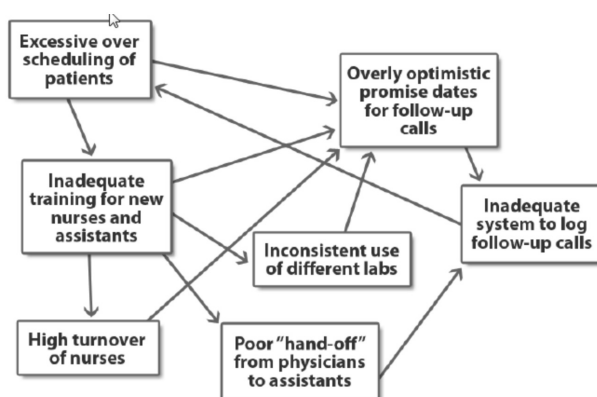 Excessive over
scheduling of
patients
Overly optimistic
promise dates
for follow-up
calls
Inadequate
training for new
nurses and
assistants
Inadequate
system to log
follow-up calls
Inconsistent use
of different labs
High turnover
of nurses
Poor "hand-off"
from physicians
to assistants